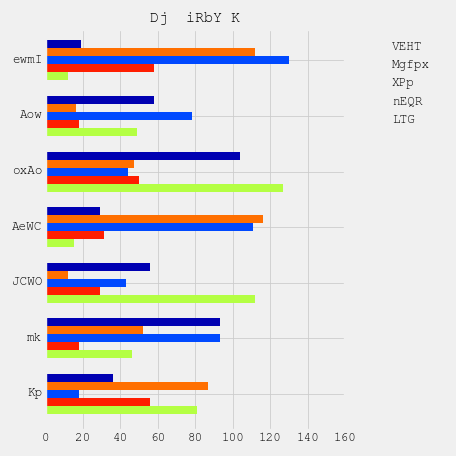 Dj  iRbY K
VEHT
Mgfpx
XPp
nEQR
LTG
ewmI
Aow
oxAo
AeWC
JCWO
mk
Kp
0 20 40 60 80 100 120 140 160